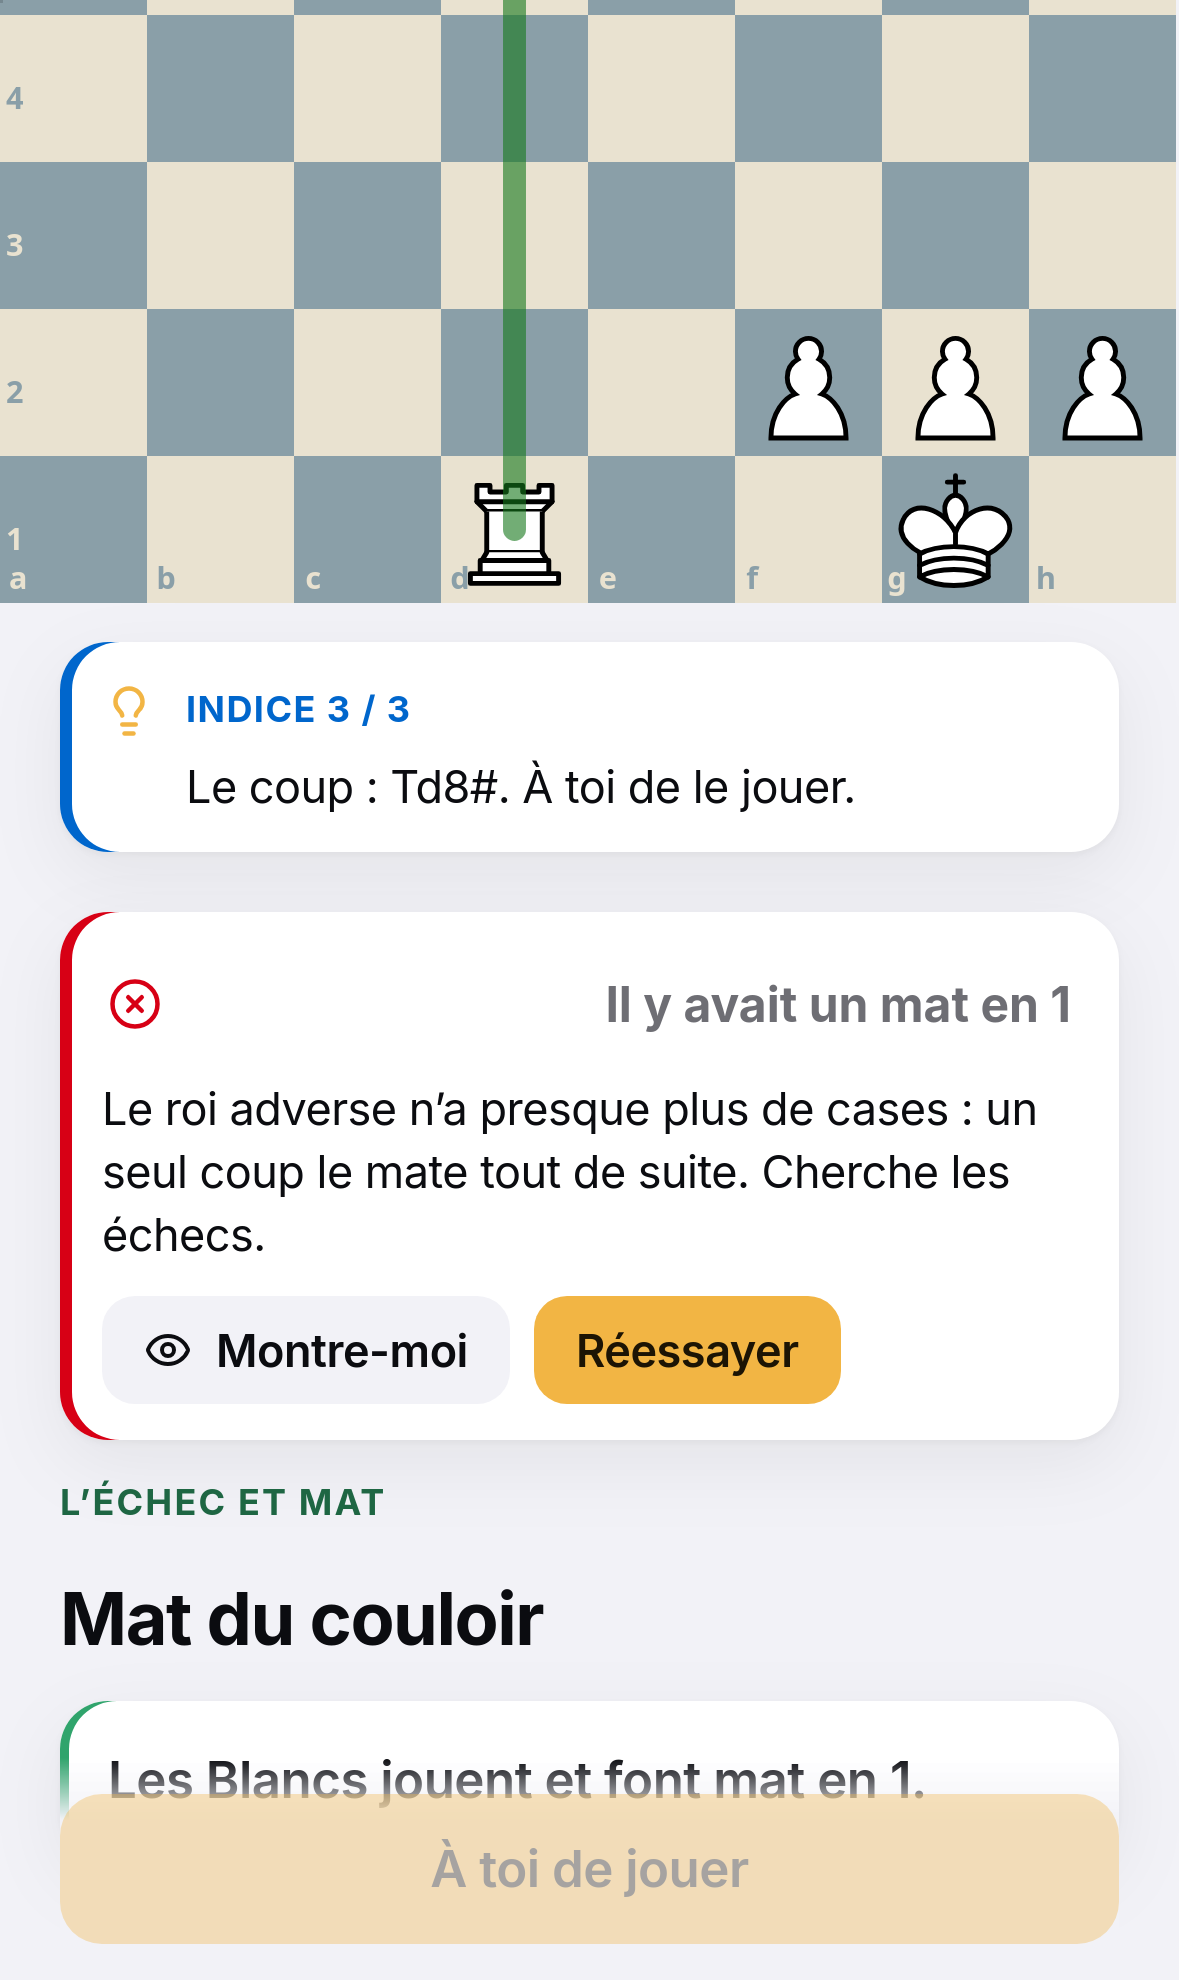 4
3
2
1
a b c d e f g h
INDICE 3 / 3
Le coup : Td8#. À toi de le jouer.
Il y avait un mat en 1
Le roi adverse n’a presque plus de cases : un
seul coup le mate tout de suite. Cherche les
échecs.
Montre-moi
Réessayer
L’ÉCHEC ET MAT
Mat du couloir
Les Blancs jouent et font mat en 1.
À toi de jouer